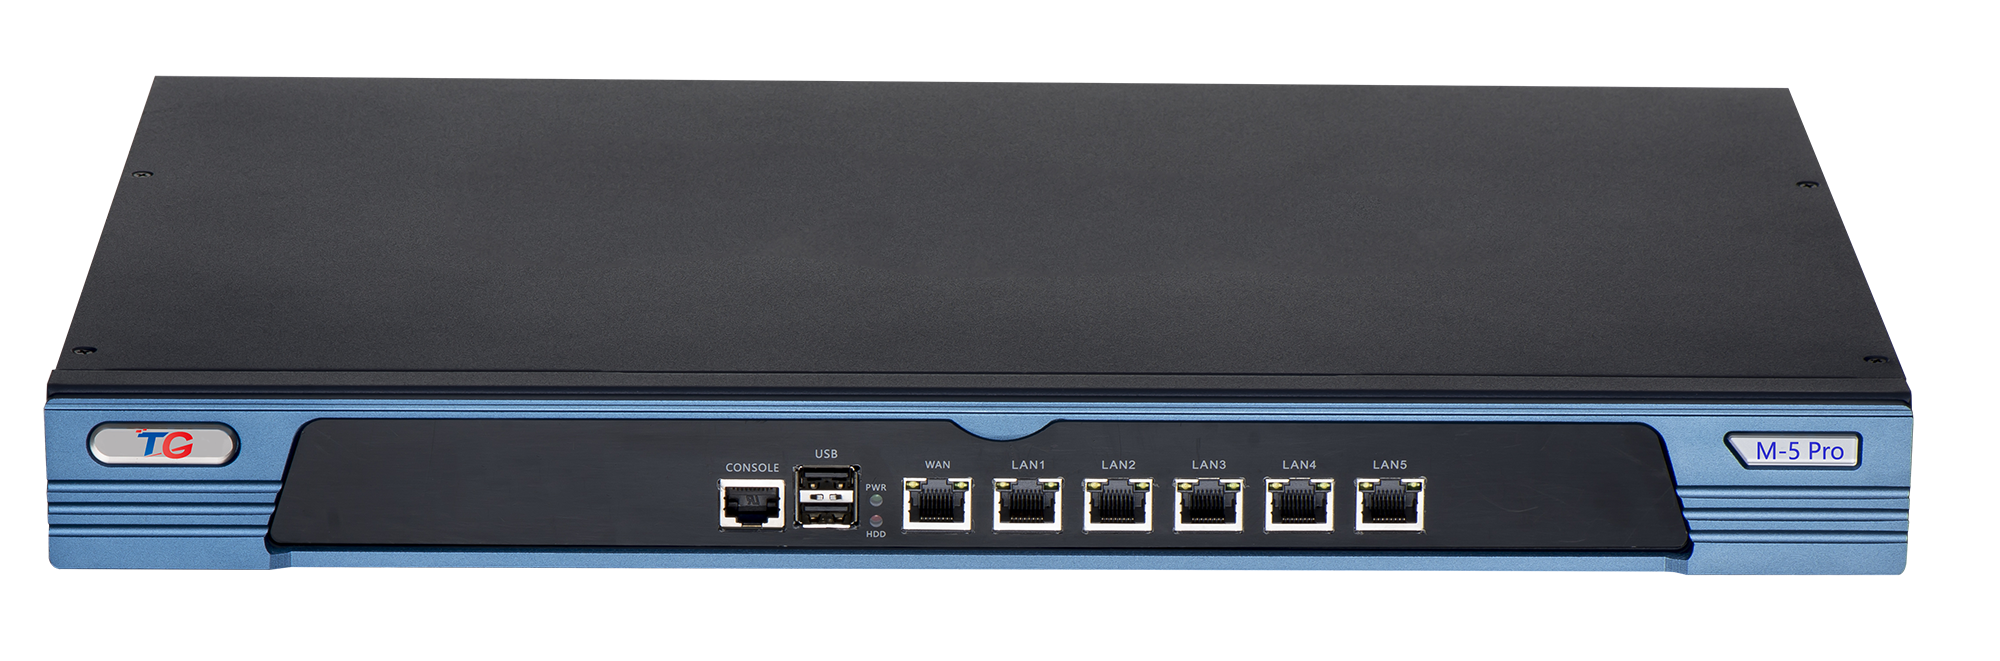 TG
M-5 Pro
CONSOLE
USB
PWR
HDD
WAN
LAN1
LAN2
LAN3
LAN4
LAN5